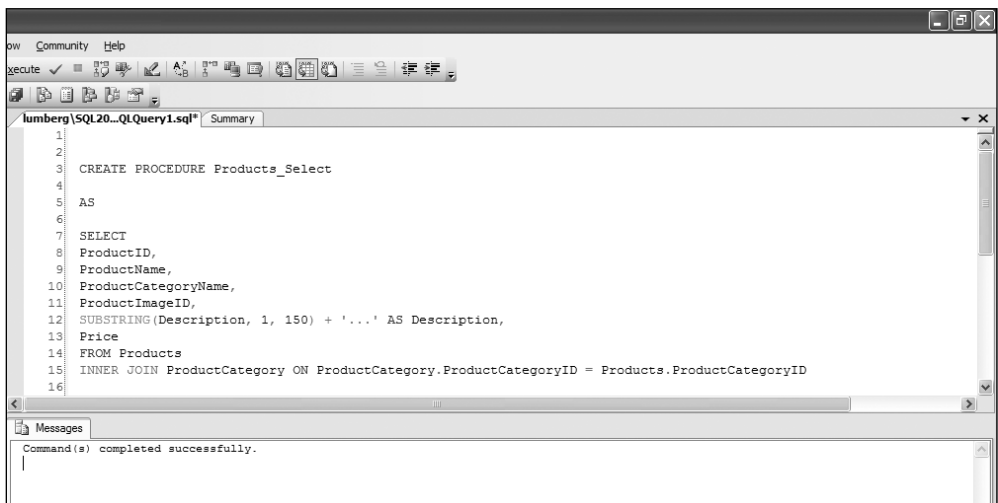 ow Community Help
xecute
lumberg\SQL20...QLQuery1.sql* Summary
1
2
3 CREATE PROCEDURE Products_Select
4
5 AS
6
7 SELECT
8 ProductID,
9 ProductName,
10 ProductCategoryName,
11 ProductImageID,
12 SUBSTRING(Description, 1, 150) + '...' AS Description,
13 Price
14 FROM Products
15 INNER JOIN ProductCategory ON ProductCategory.ProductCategoryID = Products.ProductCategoryID
16
Messages
Command(s) completed successfully.